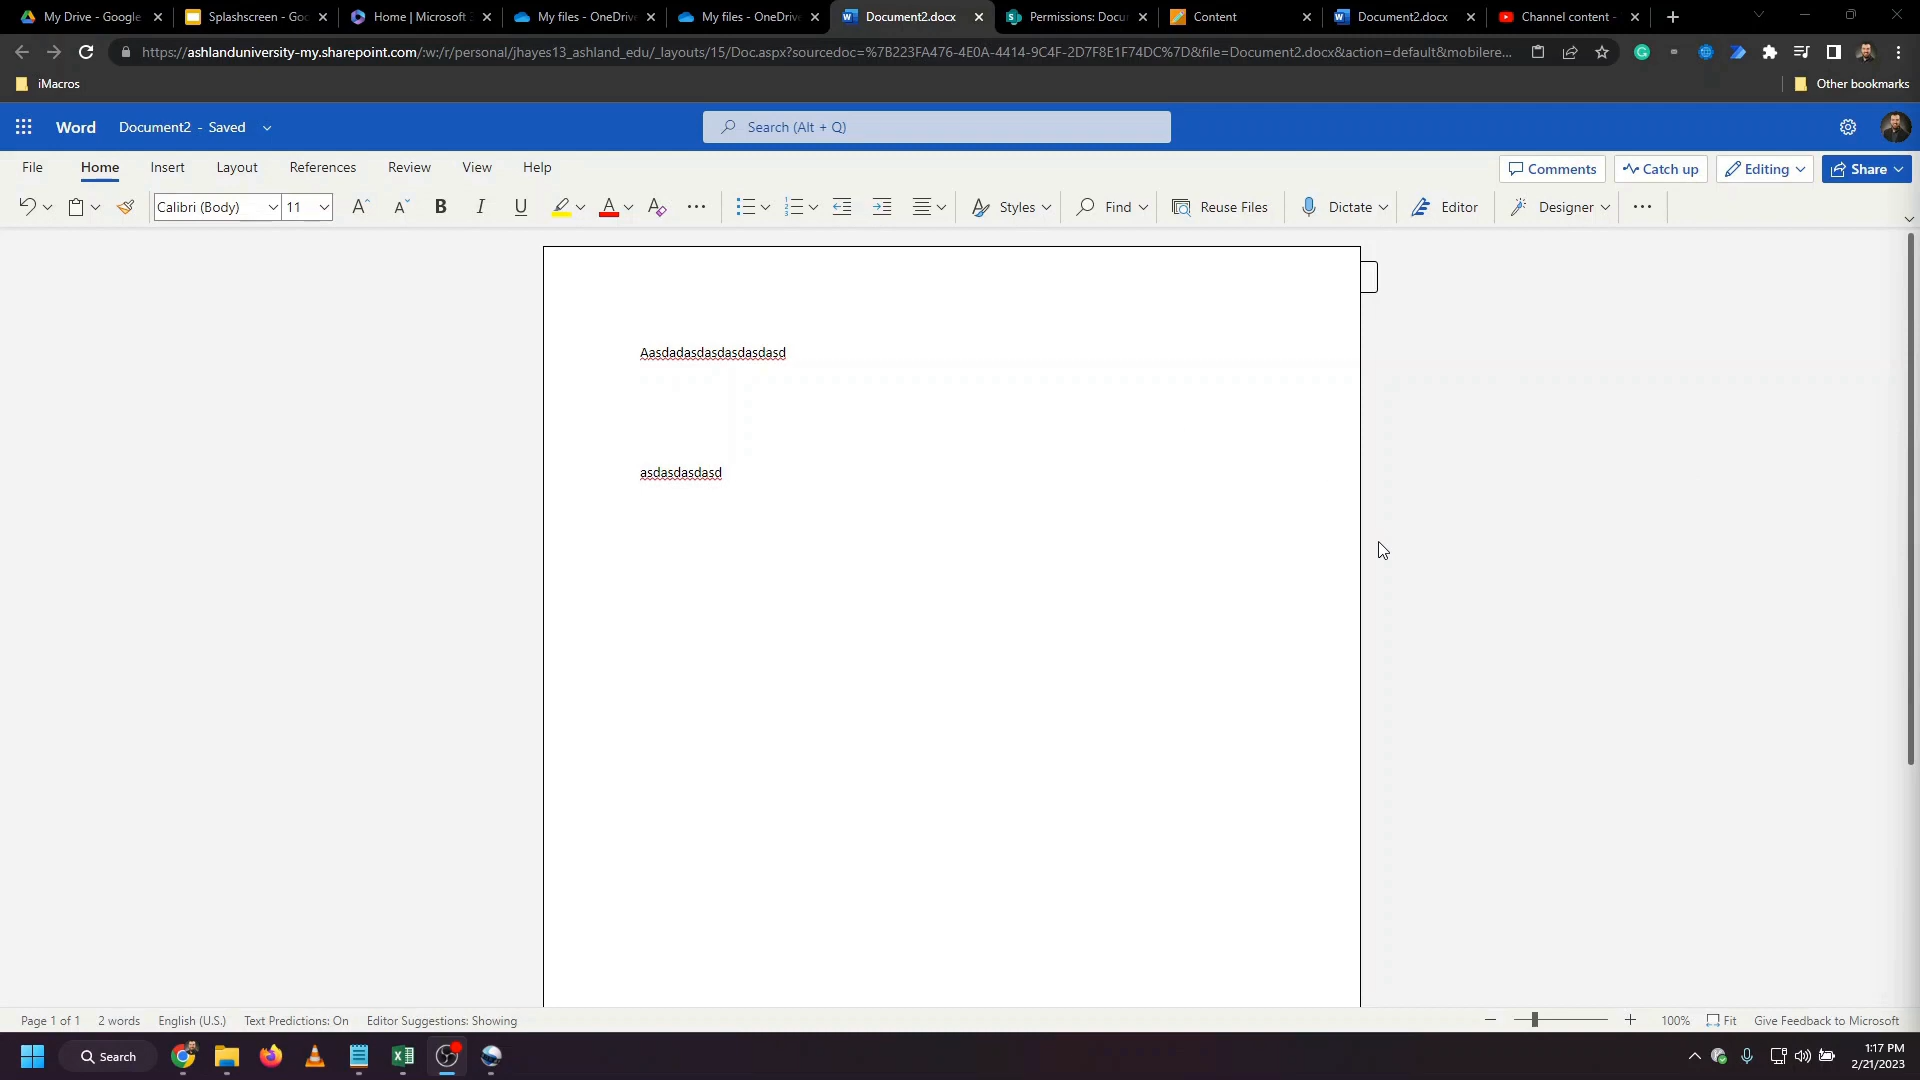 My Drive - Google
Splashscreen - Goo
Home | Microsoft
My files - OneDrive
My files - OneDrive
Document2.docx
Permissions: Docu
Content
Document2.docx
Channel content -
https://ashlanduniversity-my.sharepoint.com/:w:/r/personal/jhayes13_ashland_edu/_layouts/15/Doc.aspx?sourcedoc=%7B223FA476-4E0A-4414-9C4F-2D7F8E1F74DC%7D&file=Document2.docx&action=default&mobilere...
iMacros
Other bookmarks
Word Document2 - Saved
Search (Alt + Q)
File Home Insert Layout References Review View Help
Comments Catch up Editing Share
Calibri (Body) 11 A A B I U A A Styles Find Reuse Files Dictate Editor Designer
Aasdadasdasdasdasdasd
asdasdasdasd
Page 1 of 1 2 words English (U.S.) Text Predictions: On Editor Suggestions: Showing
100% Fit Give Feedback to Microsoft
Search
1:17 PM
2/21/2023